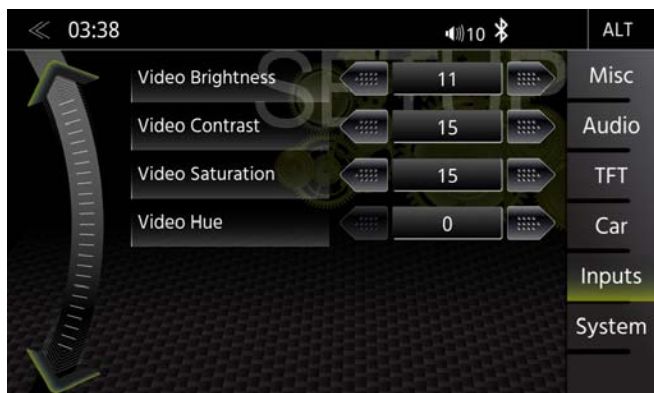 03:38 10 ALT
SETUP
Video Brightness 11 Misc
Video Contrast 15 Audio
Video Saturation 15 TFT
Video Hue 0 Car
Inputs
System